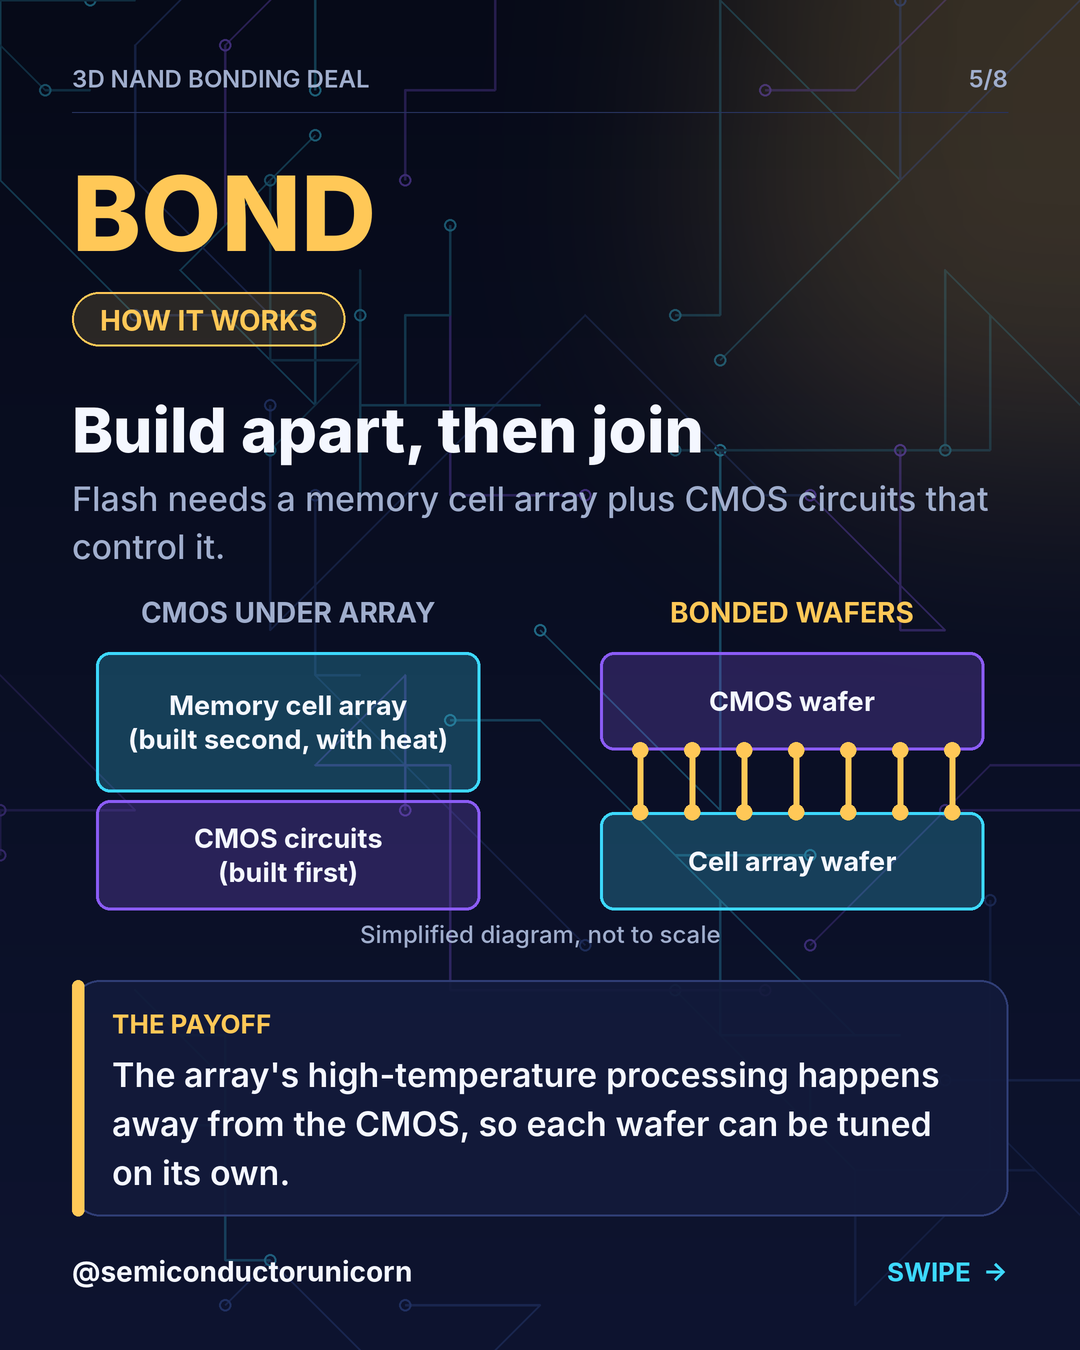 3D NAND BONDING DEAL
5/8
BOND
HOW IT WORKS
Build apart, then join
Flash needs a memory cell array plus CMOS circuits that
control it.
CMOS UNDER ARRAY
Memory cell array
(built second, with heat)
CMOS circuits
(built first)
BONDED WAFERS
CMOS wafer
Cell array wafer
Simplified diagram, not to scale
THE PAYOFF
The array's high-temperature processing happens
away from the CMOS, so each wafer can be tuned
on its own.
@semiconductorunicorn
SWIPE →